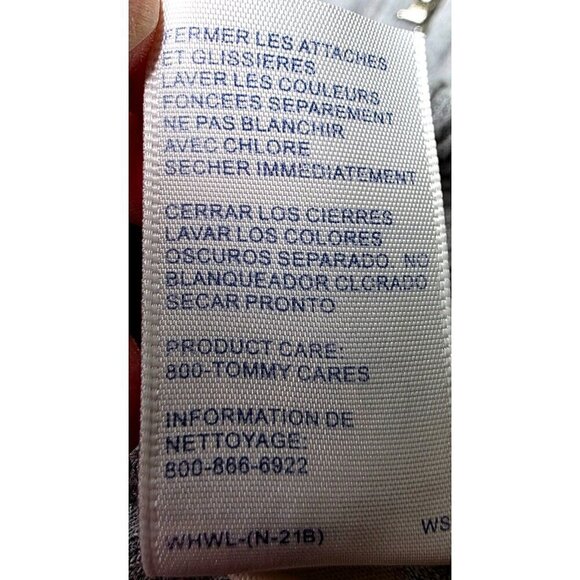 FERMER LES ATTACHES
ET GLISSIERES
LAVER LES COULEURS
FONCEES SEPAREMENT
NE PAS BLANCHIR
AVEC CHLORE
SECHER IMMEDIATEMENT
CERRAR LOS CIERRES
LAVAR LOS COLORES
OSCUROS SEPARADO. NO
BLANQUEADOR CLORADO
SECAR PRONTO
PRODUCT CARE:
800-TOMMY CARES
INFORMATION DE
NETTOYAGE:
800-866-6922
WHWL-(N-21B) WS